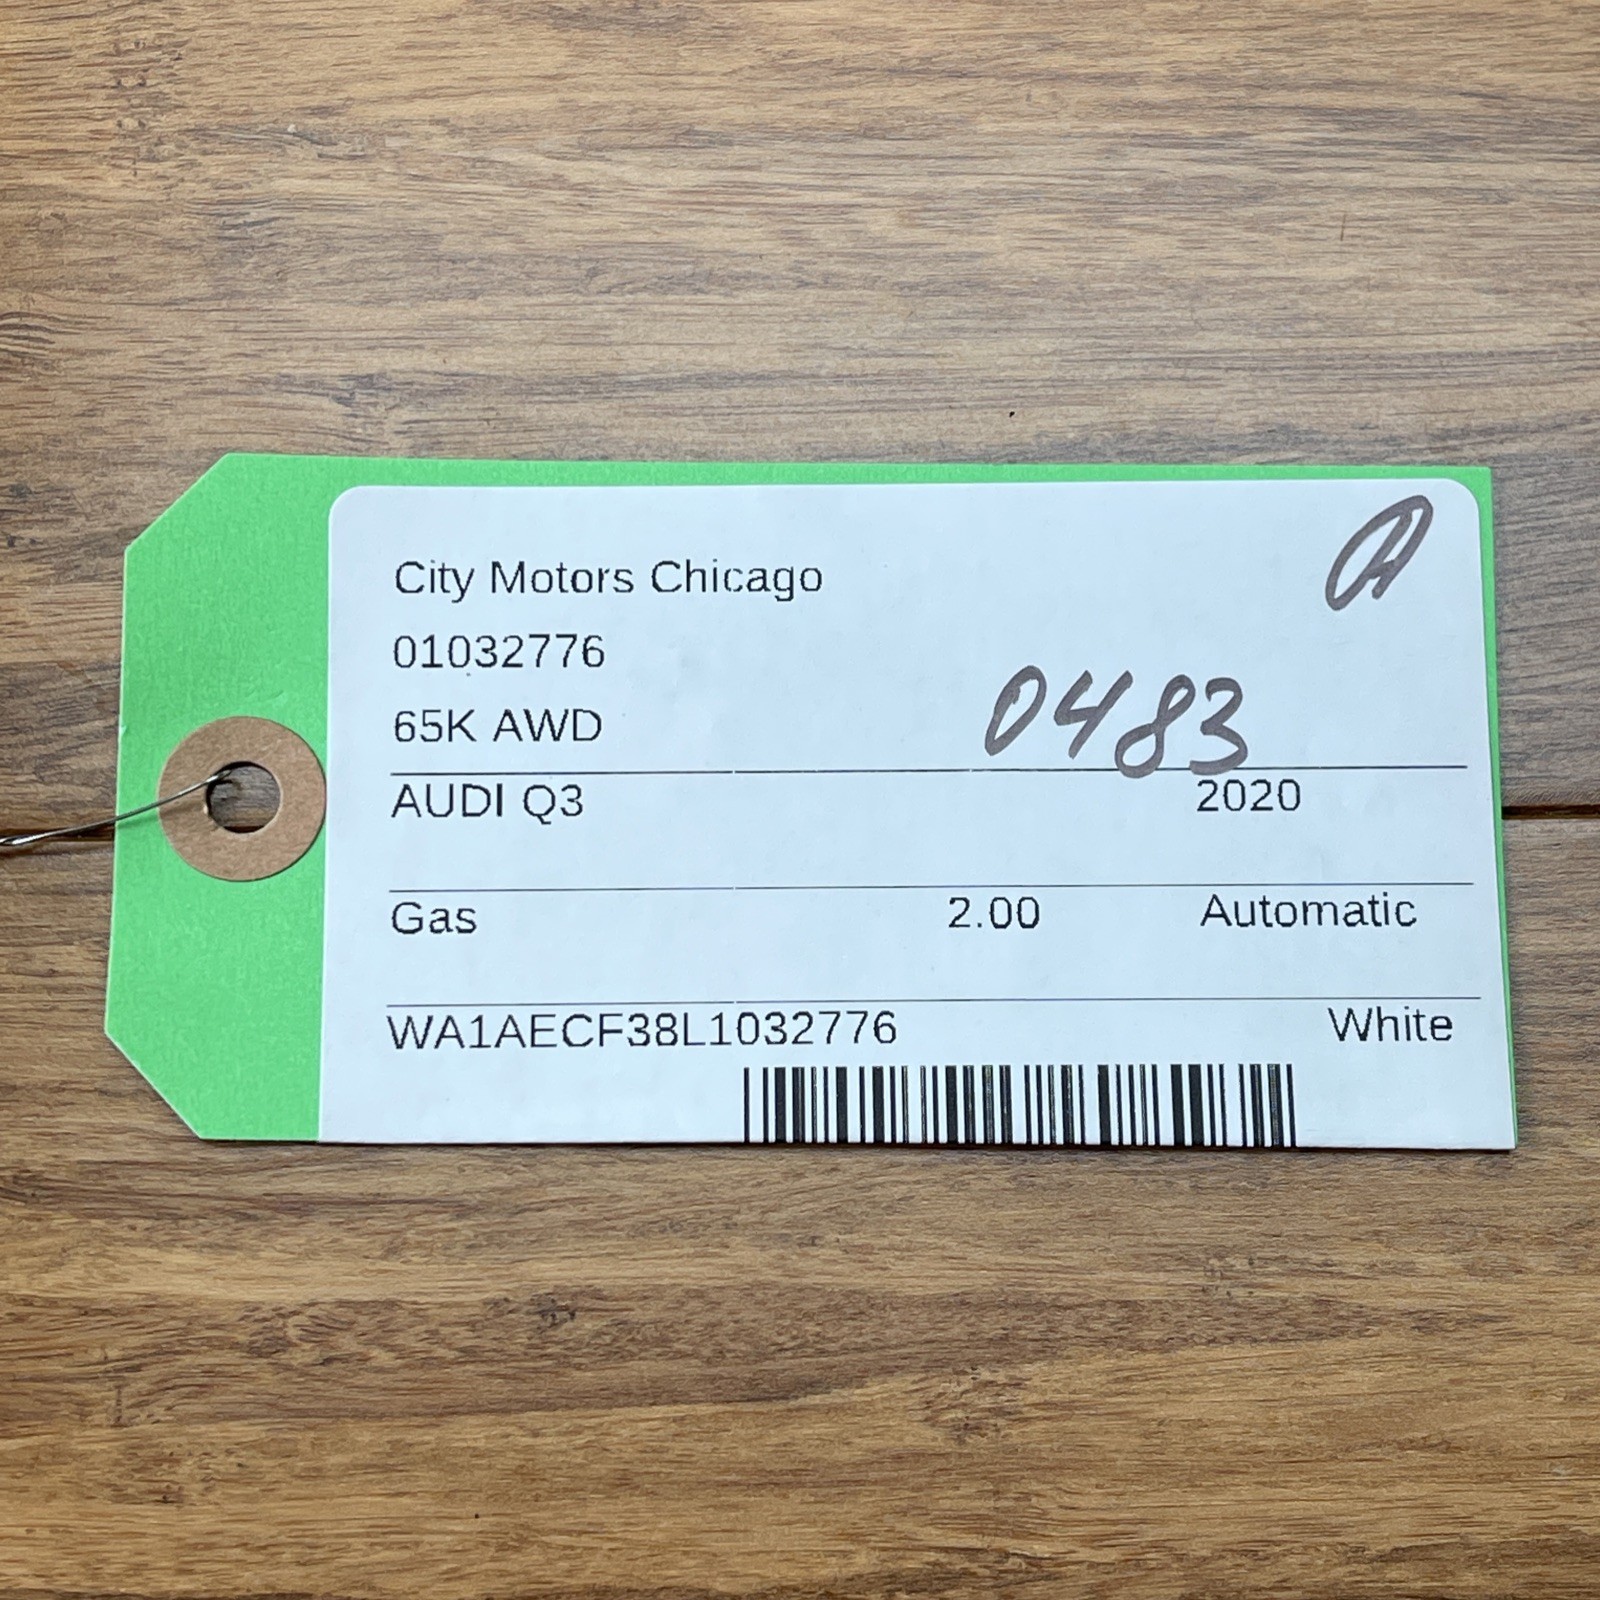 A
City Motors Chicago
01032776
0483
65K AWD
AUDI Q3 2020
Gas 2.00 Automatic
WA1AECF38L1032776 White